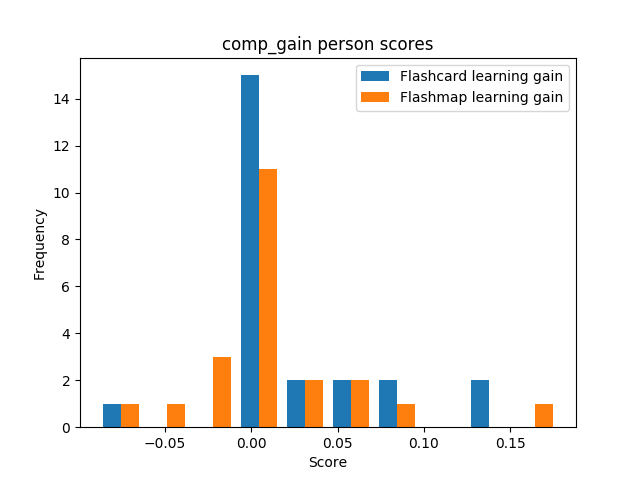 comp_gain person scores
Flashcard learning gain
Flashmap learning gain
Frequency
14
12
10
8
6
4
2
0
−0.05 0.00 0.05 0.10 0.15
Score